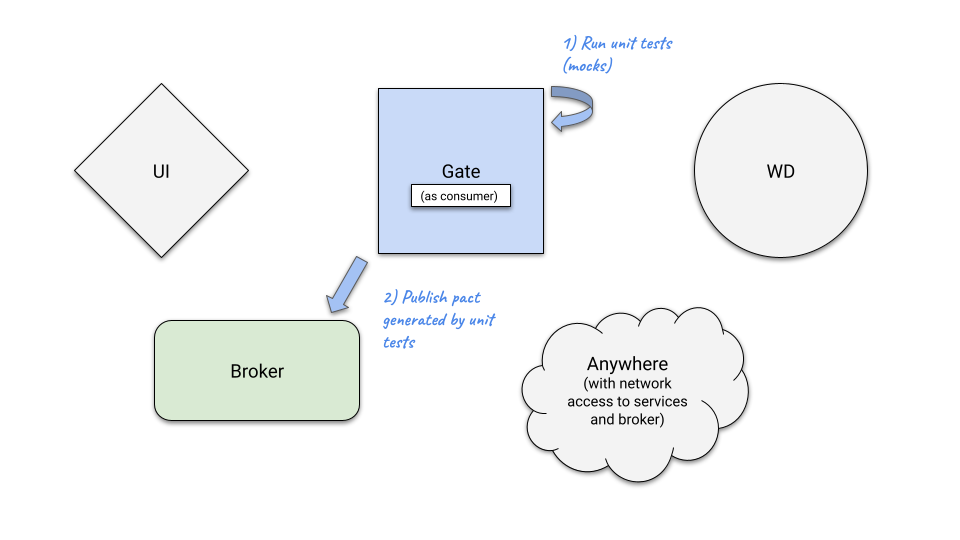 1) Run unit tests
(mocks)
UI
Gate
(as consumer)
WD
2) Publish pact
generated by unit
tests
Broker
Anywhere
(with network
access to services
and broker)